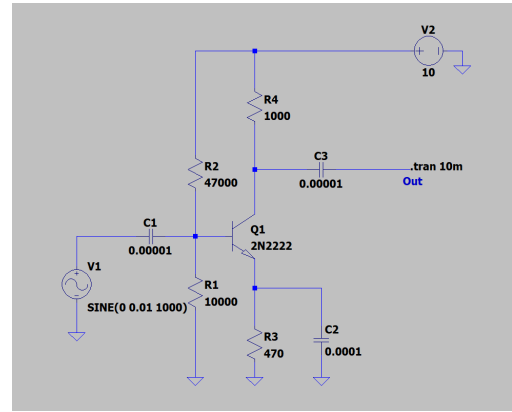 V2
10
R4
1000
C3
0.00001
.tran 10m
Out
R2
47000
C1
0.00001
Q1
2N2222
V1
SINE(0 0.01 1000)
R1
10000
R3
470
C2
0.0001